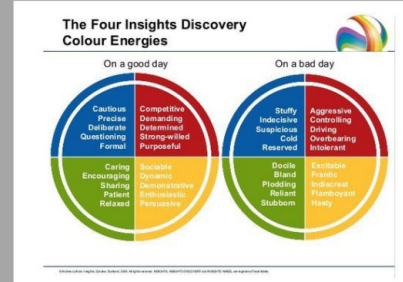 The Four Insights Discovery
Colour Energies
On a good day
On a bad day
Cautious
Precise
Deliberate
Questioning
Formal
Competitive
Demanding
Determined
Strong-willed
Purposeful
Caring
Encouraging
Sharing
Patient
Relaxed
Sociable
Dynamic
Demonstrative
Enthusiastic
Persuasive
Stuffy
Indecisive
Suspicious
Cold
Reserved
Aggressive
Controlling
Driving
Overbearing
Intolerant
Docile
Bland
Plodding
Reliant
Stubborn
Excitable
Frantic
Indiscreet
Flamboyant
Hasty